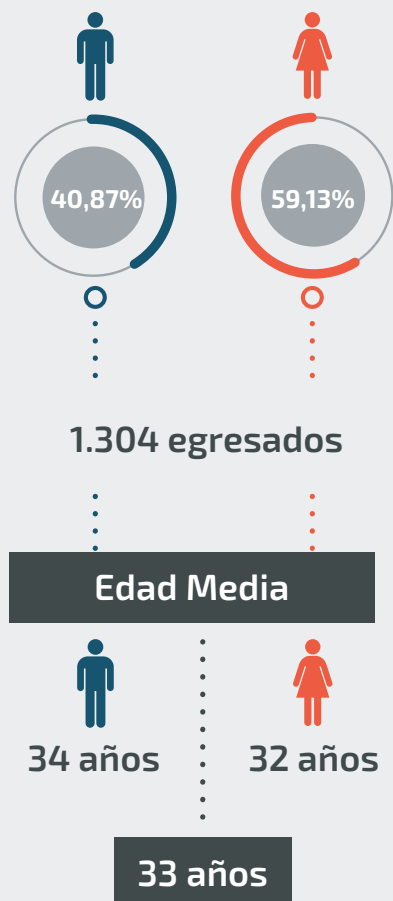 40,87%
59,13%
1.304 egresados
Edad Media
34 años
32 años
33 años